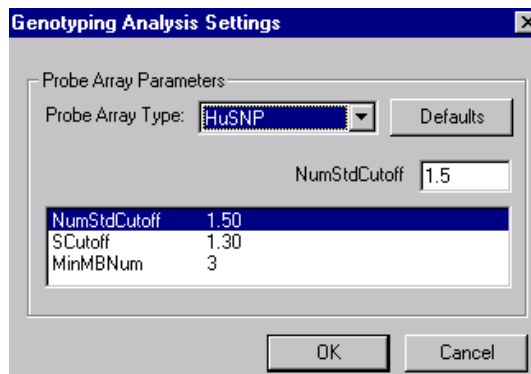 Genotyping Analysis Settings
Probe Array Parameters
Probe Array Type: HuSNP Defaults
NumStdCutoff 1.5
NumStdCutoff 1.50
SCutoff 1.30
MinMBNum 3
OK Cancel